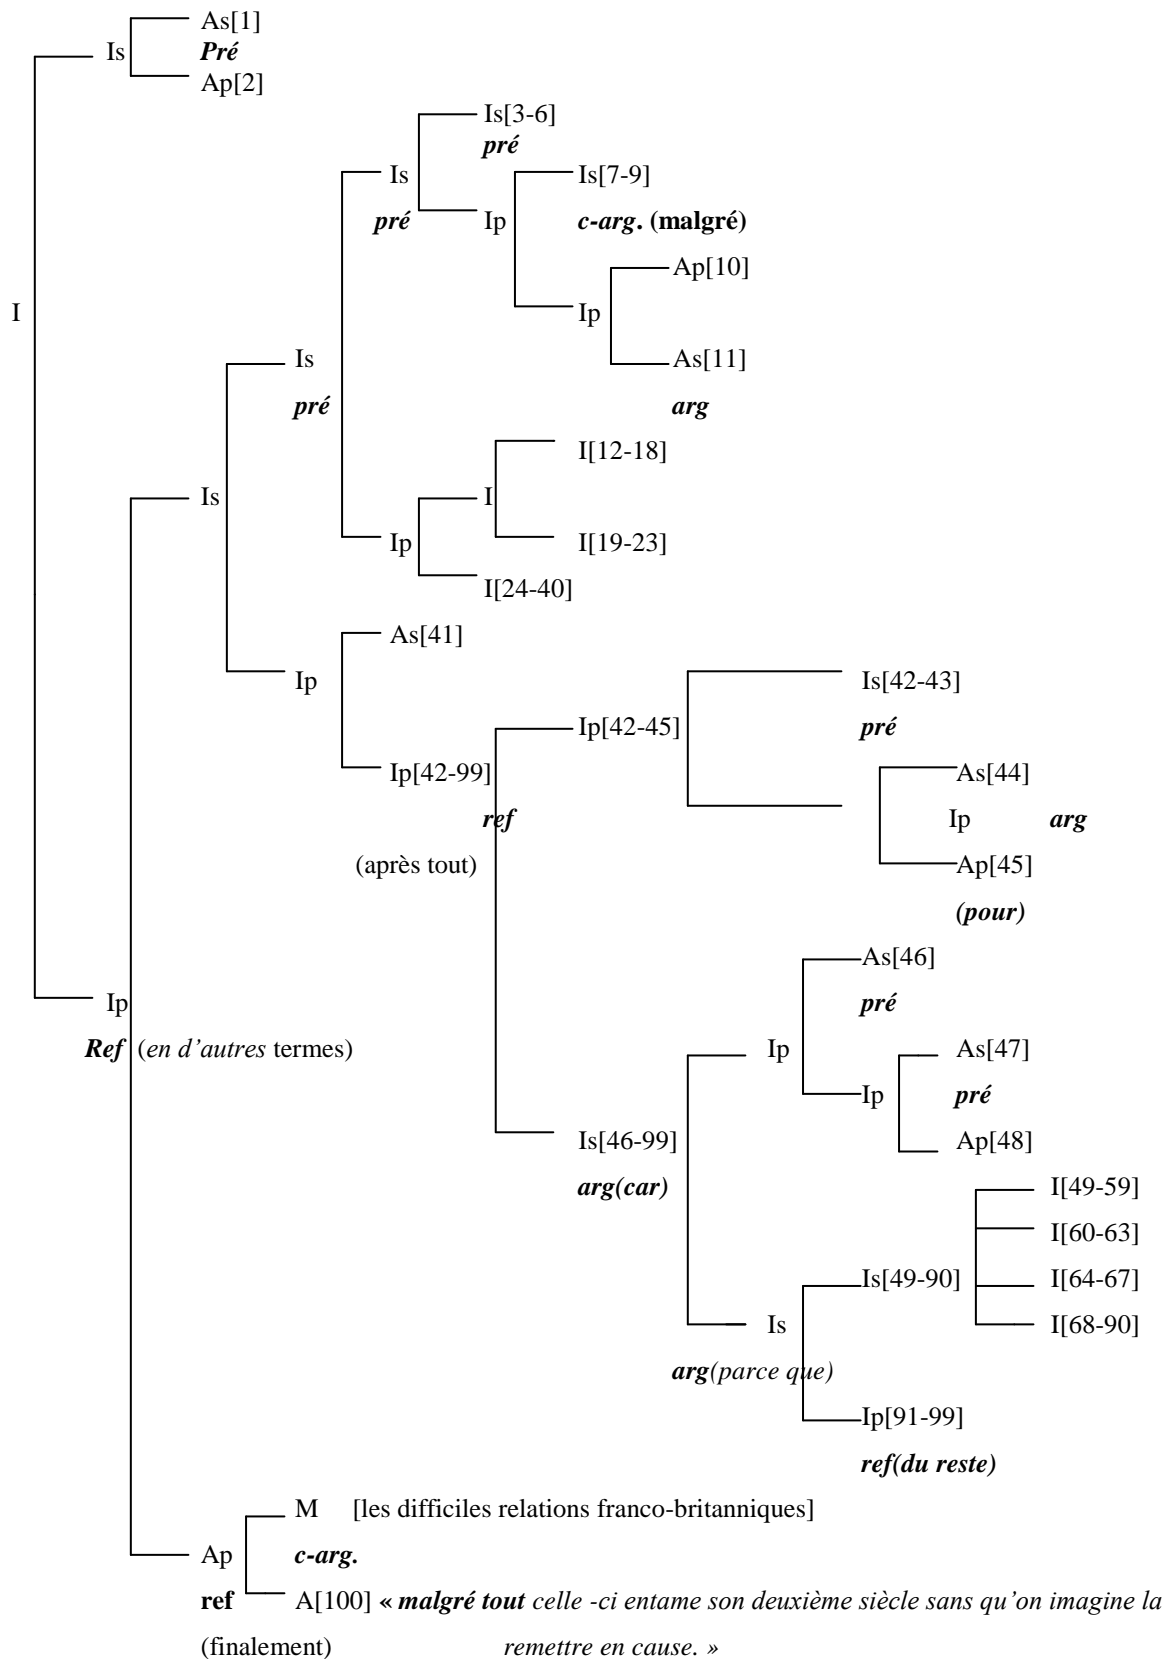 As[1]
Is Pré
Ap[2]
Is[3-6]
pré
Is Is[7-9]
pré Ip c-arg. (malgré)
Ap[10]
I Ip
Is As[11]
pré arg
I[12-18]
Is I
Ip I[19-23]
I[24-40]
As[41]
Ip Is[42-43]
Ip[42-45] pré
Ip[42-99] As[44]
ref Ip arg
(après tout) Ap[45]
(pour)
As[46]
Ip pré
Ref (en d’autres termes) Ip As[47]
Ip pré
Is[46-99] Ap[48]
arg(car) I[49-59]
I[60-63]
Is[49-90] I[64-67]
Is I[68-90]
arg(parce que)
Ip[91-99]
ref(du reste)
M [les difficiles relations franco-britanniques]
Ap c-arg.
ref A[100] « malgré tout celle -ci entame son deuxième siècle sans qu’on imagine la
(finalement) remettre en cause. »